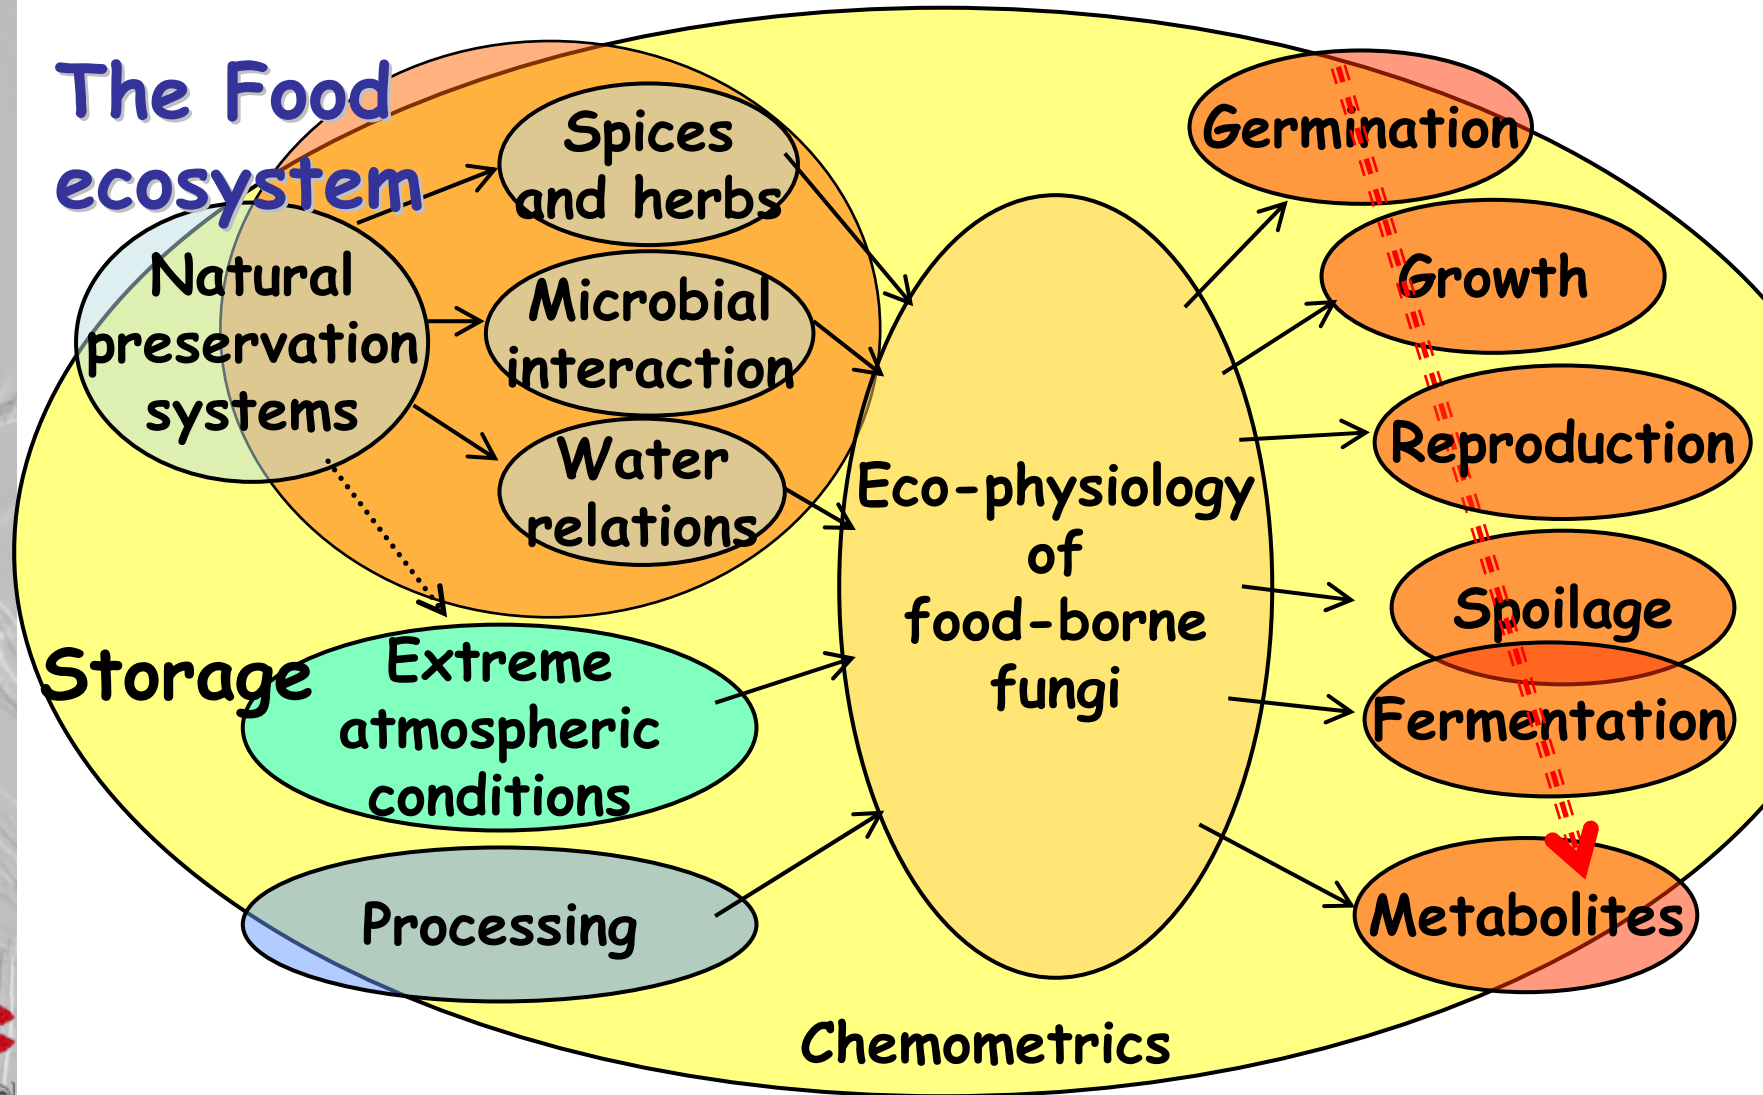 The Food
ecosystem
Spices
and herbs
Natural
preservation
systems
Microbial
interaction
Water
relations
Storage
Extreme
atmospheric
conditions
Processing
Eco-physiology
of
food-borne
fungi
Germination
Growth
Reproduction
Spoilage
Fermentation
Metabolites
Chemometrics